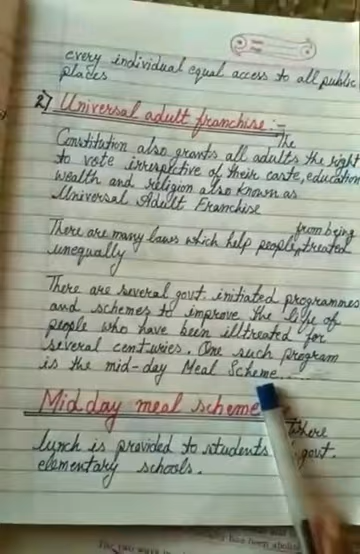 every individual equal access to all public
places
2) Universal adult franchise :-
The
Constitution also grants all adults the right
to vote irrespective of their caste, education
wealth and religion also known as
Universal Adult Franchise
There are many laws which help people from being treated
unequally
There are several govt. initiated programmes
and schemes to improve the life of
people who have been illtreated for
several centuries. One such program
is the mid-day Meal Scheme.
Mid day meal scheme
where
lunch is provided to students govt.
elementary schools.